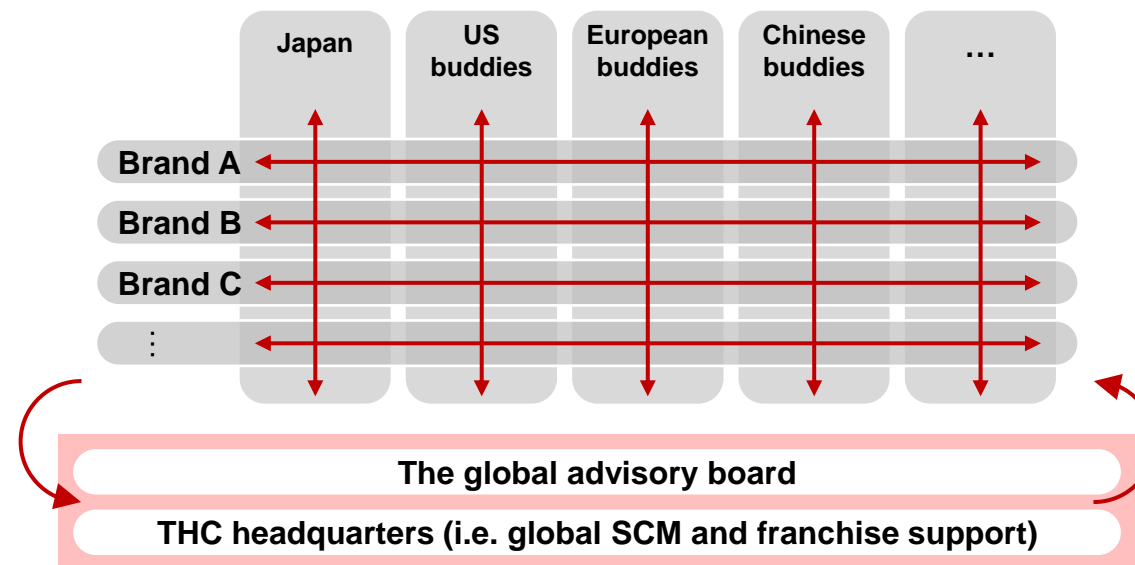 Japan
US
buddies
European
buddies
Chinese
buddies
…
Brand A
Brand B
Brand C
⋮
The global advisory board
THC headquarters (i.e. global SCM and franchise support)